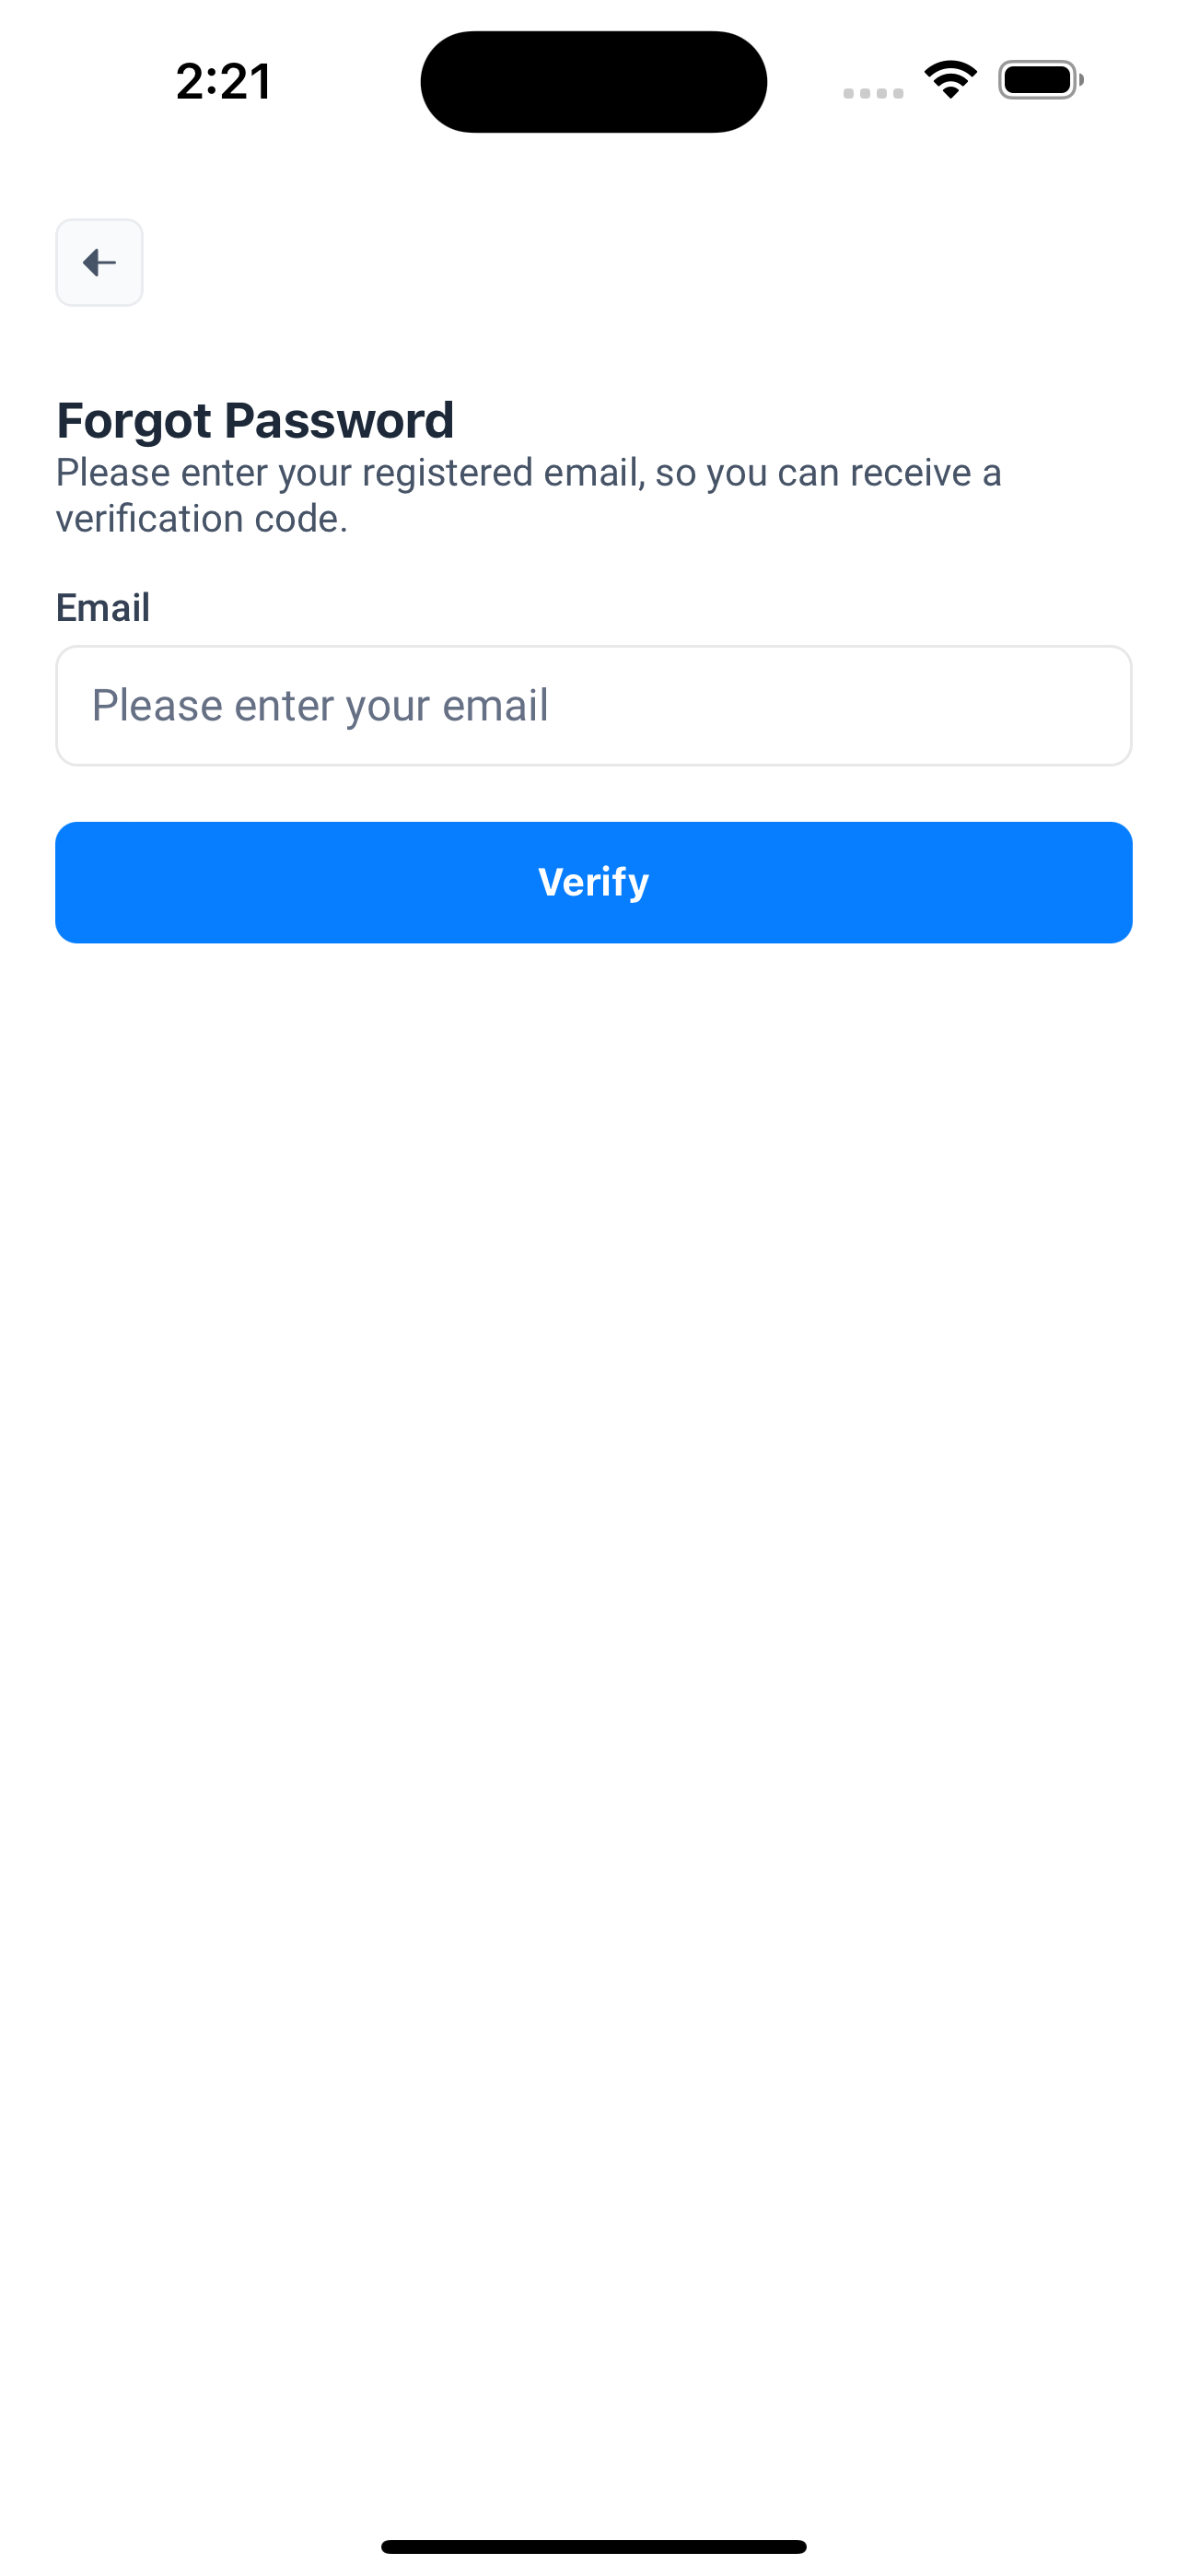 2:21
Forgot Password
Please enter your registered email, so you can receive a
verification code.
Email
Please enter your email
Verify